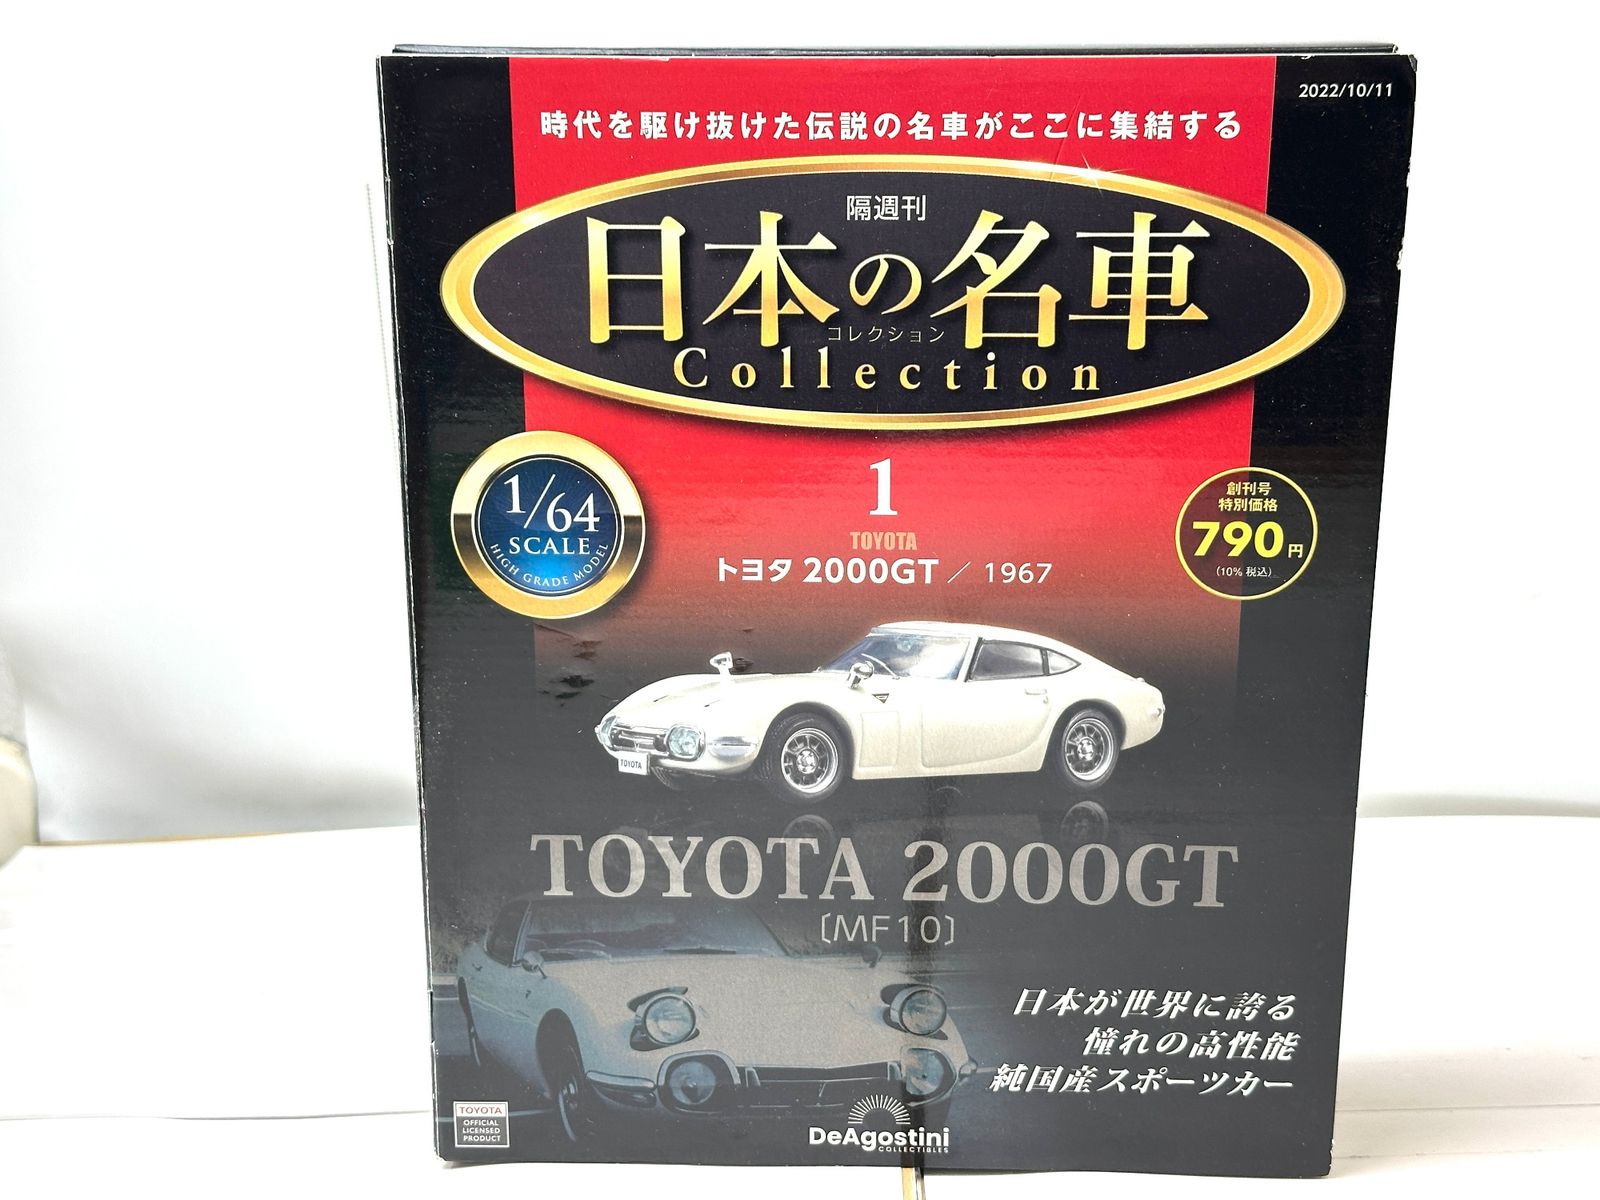 2022/10/11
時代を駆け抜けた伝説の名車がここに集結する
隔週刊
日本の名車
コレクション
Collection
1/64
SCALE
HIGH GRADE MODEL
1
TOYOTA
トヨタ 2000GT / 1967
創刊号
特別価格
790円
(10%税込)
TOYOTA
TOYOTA 2000GT
〔MF10〕
日本が世界に誇る
憧れの高性能
純国産スポーツカー
TOYOTA
OFFICIAL
LICENSED
PRODUCT
DeAgostini
COLLECTIBLES